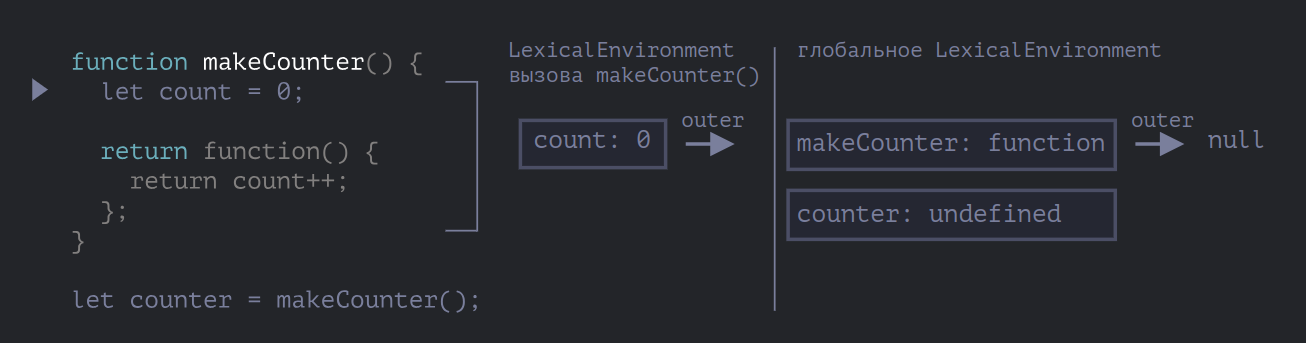 function makeCounter() {
let count = 0;
return function() {
return count++;
};
}
let counter = makeCounter();
LexicalEnvironment
вызова makeCounter()
count: 0
outer
глобальное LexicalEnvironment
makeCounter: function
outer
null
counter: undefined